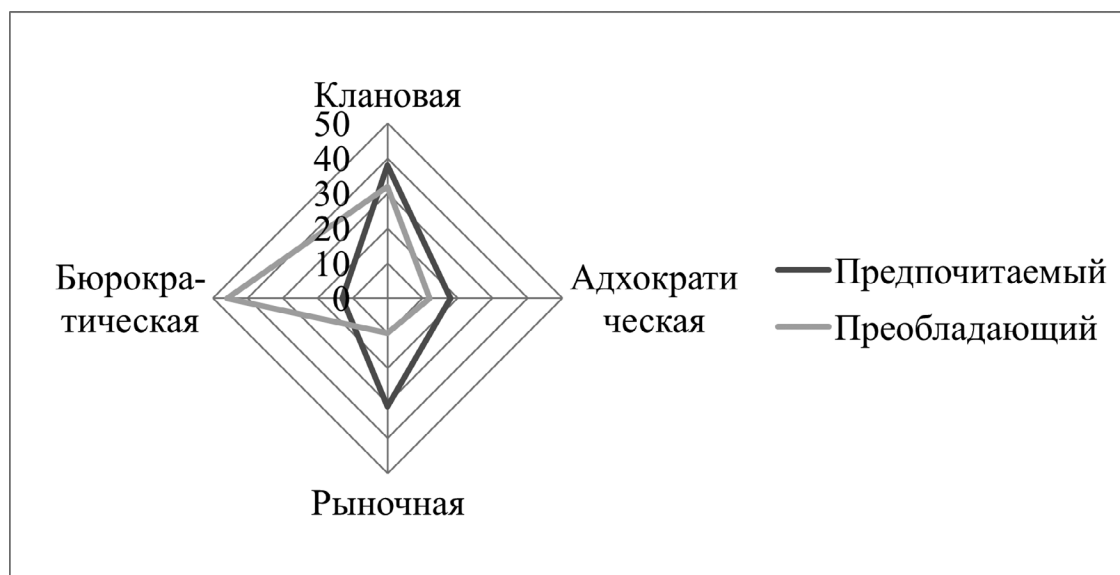 Клановая
50
40
30
20
10
0
Бюрокра-
тическая
Адхократи
ческая
Рыночная
Предпочитаемый
Преобладающий